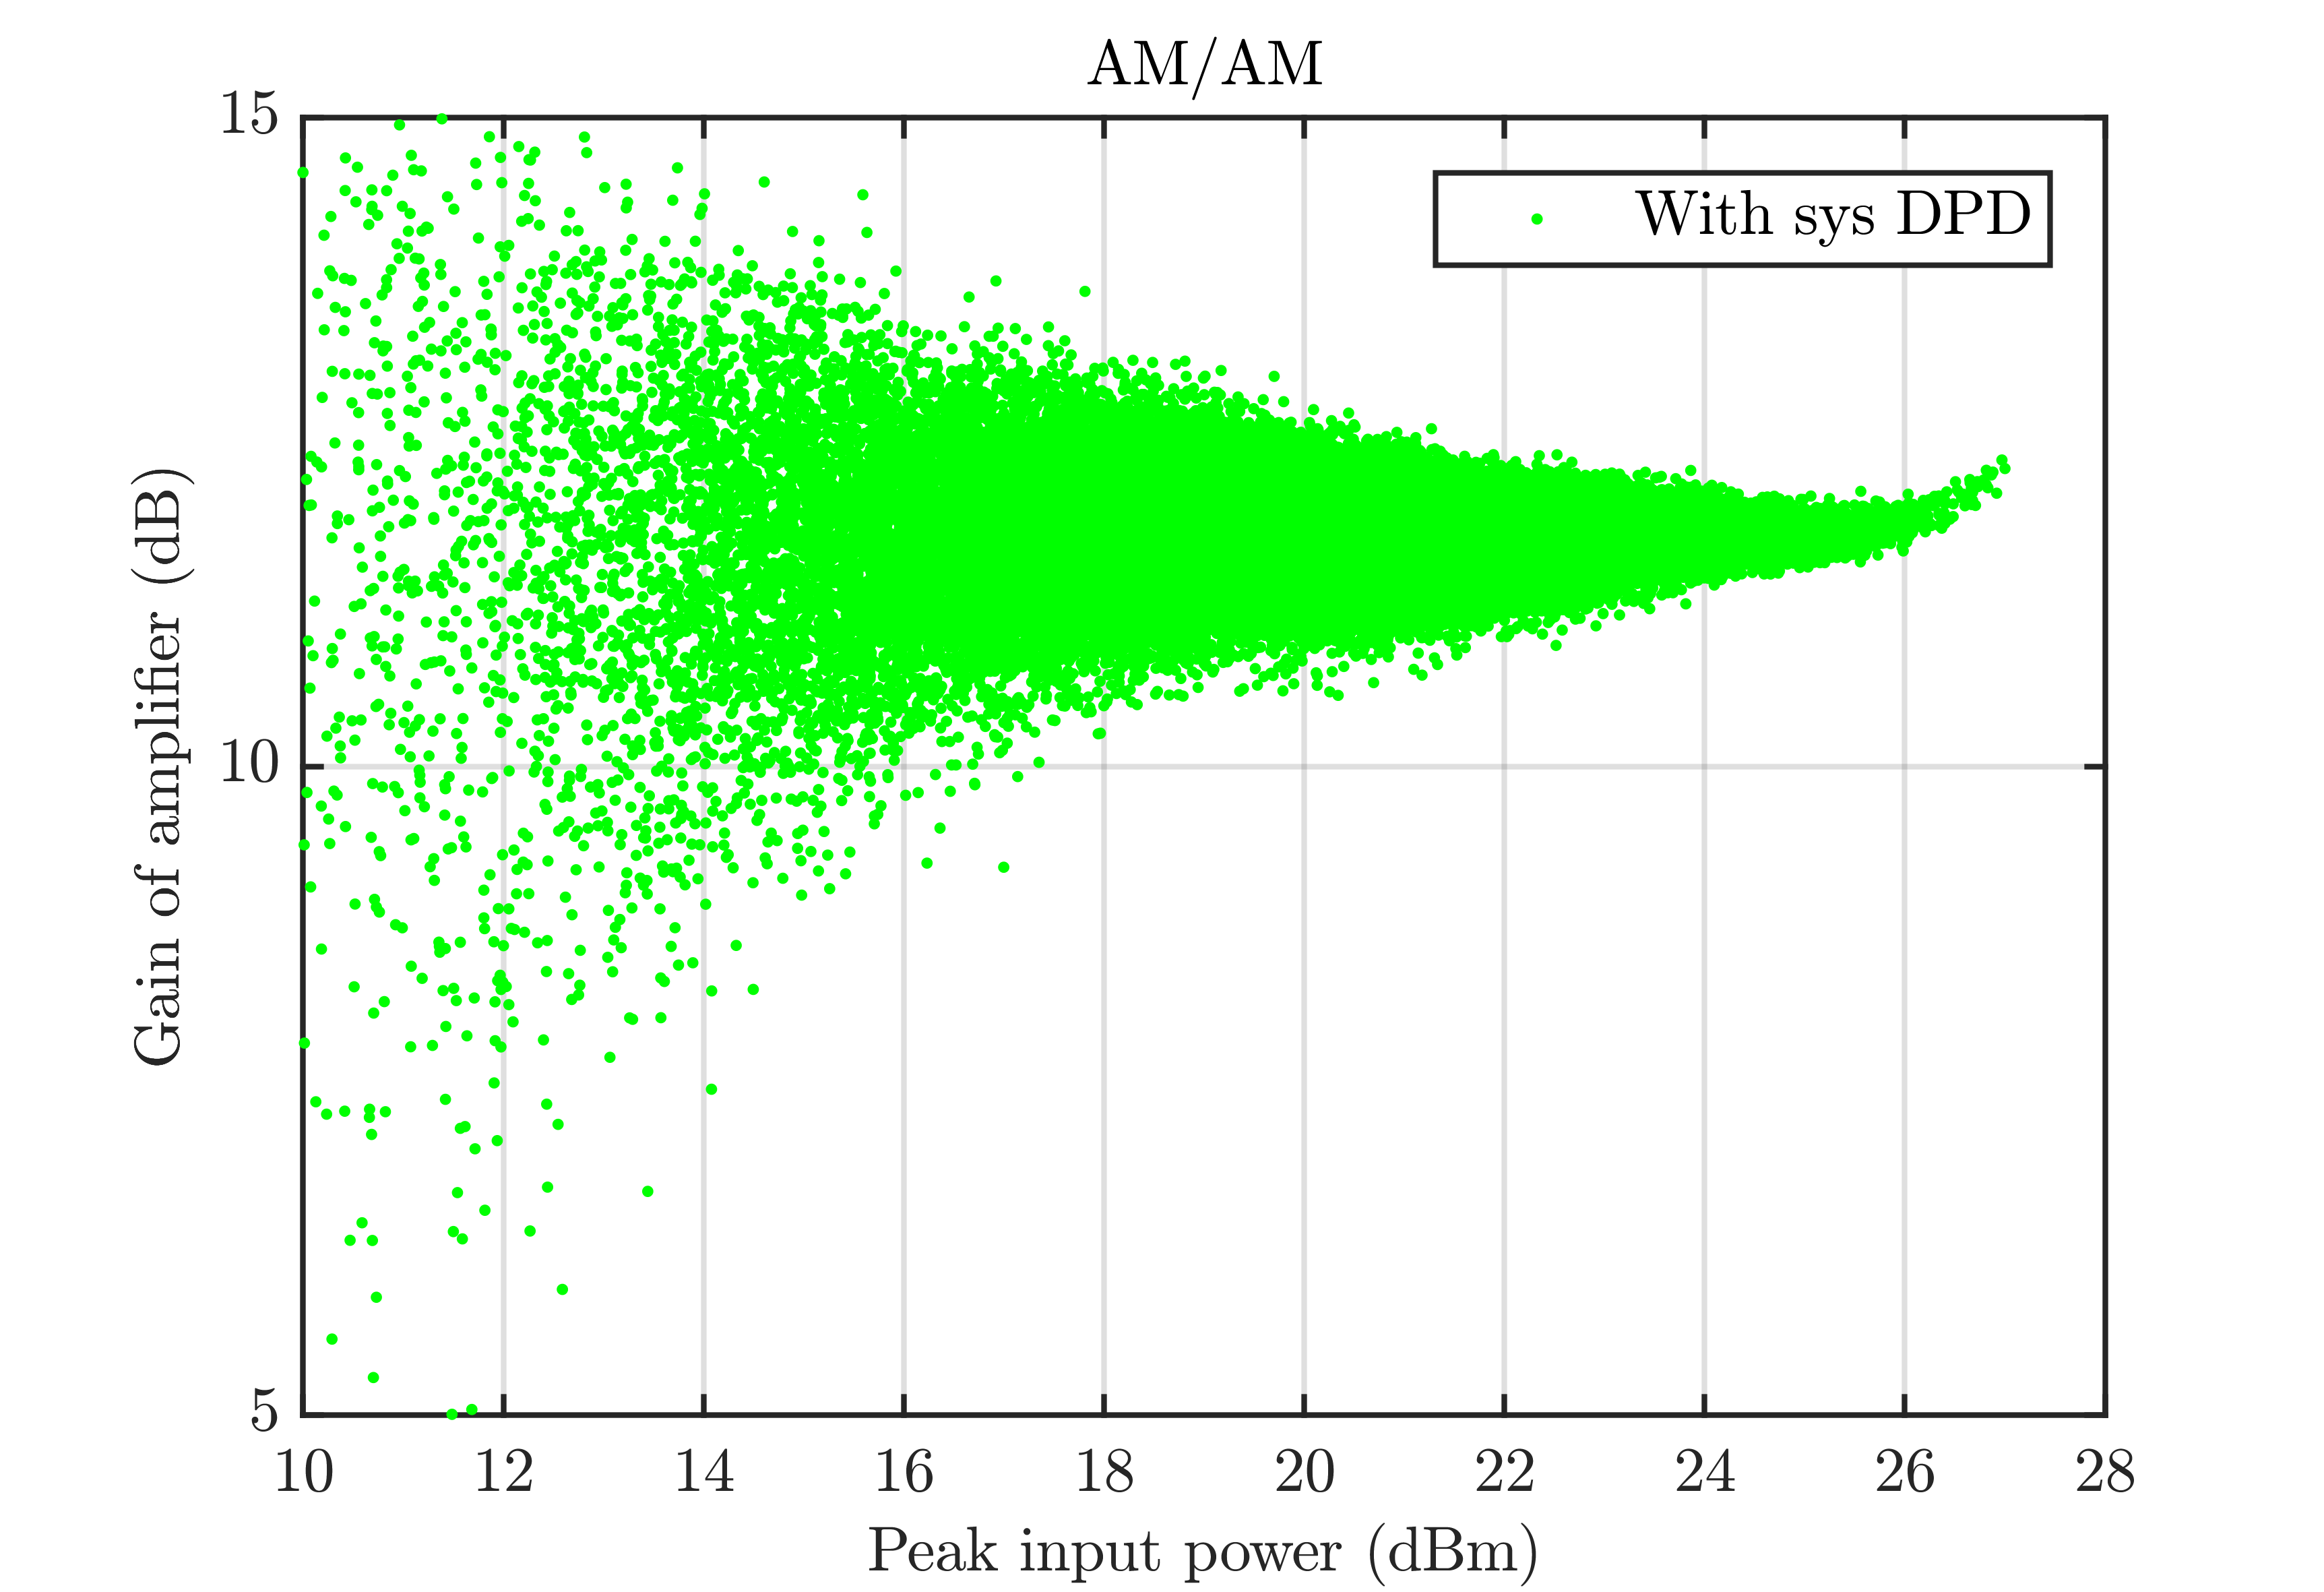 AM/AM
With sys DPD
Gain of amplifier (dB)
15
10
5
10 12 14 16 18 20 22 24 26 28
Peak input power (dBm)